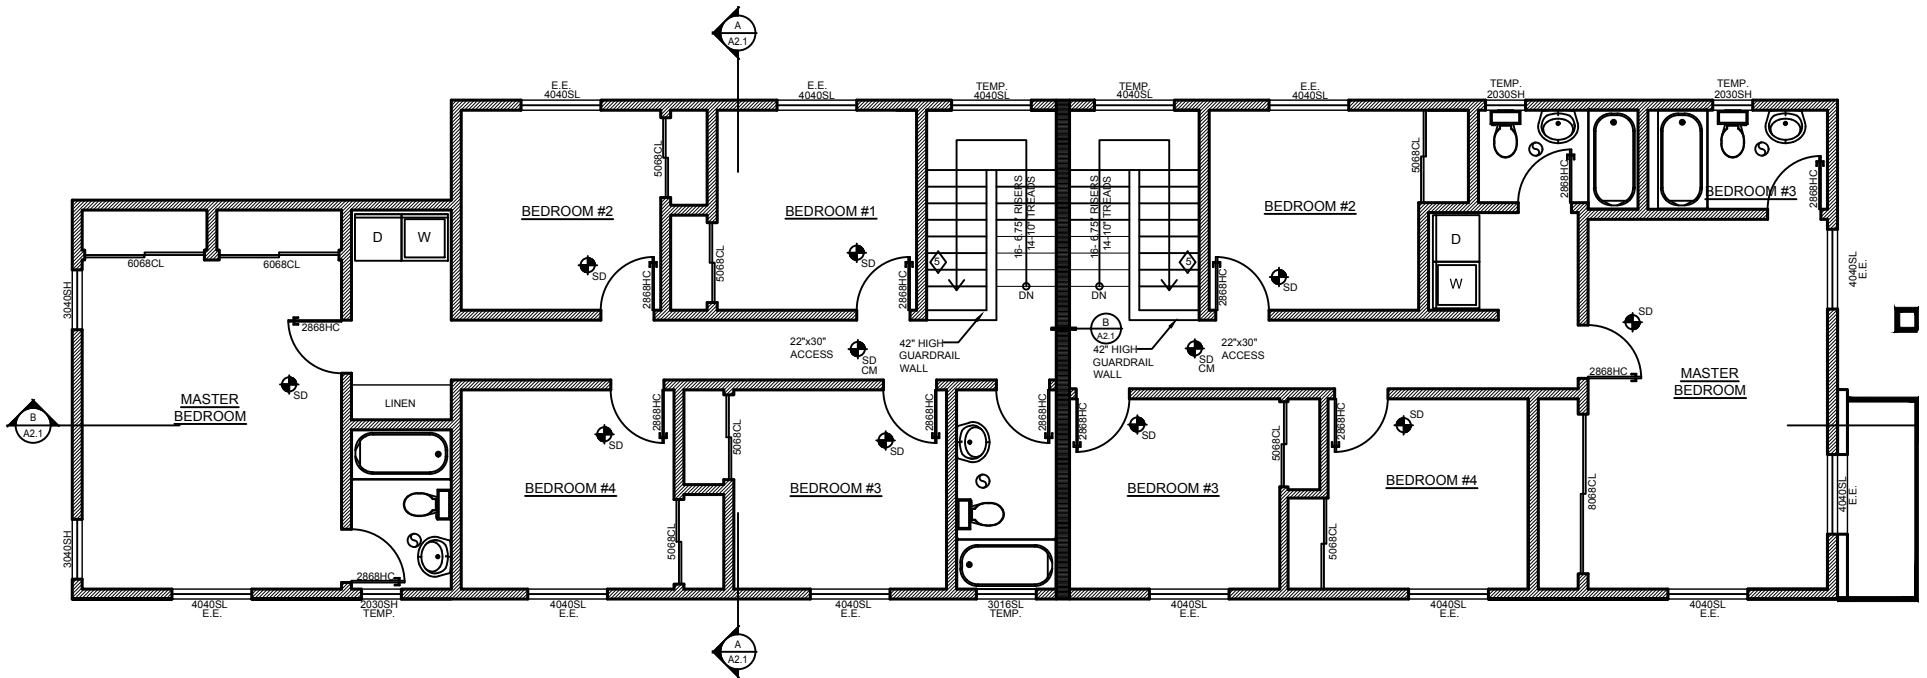 A
A2.1
E.E.
4040SL
E.E.
4040SL
TEMP.
4040SL
TEMP.
4040SL
E.E.
4040SL
TEMP.
2030SH
TEMP.
2030SH
5068CL
BEDROOM #2
BEDROOM #1
16- 6.75" RISERS
14-10" TREADS
16- 6.75" RISERS
14-10" TREADS
BEDROOM #2
5068CL
2868HC
BEDROOM #3
2868HC
D
W
6068CL
6068CL
SD
2868HC
5068CL
SD
2868HC
5
DN
DN
5
2868HC
SD
D
W
4040SL
E.E.
3040SH
2868HC
22"x30"
ACCESS
SD
CM
42" HIGH
GUARDRAIL
WALL
B
A2.1
42" HIGH
GUARDRAIL
WALL
SD
CM
22"x30"
ACCESS
SD
2868HC
MASTER
BEDROOM
SD
LINEN
MASTER
BEDROOM
B
A2.1
2868HC
SD
5068CL
SD
2868HC
2868HC
2868HC
SD
5068CL
2868HC
SD
BEDROOM #4
BEDROOM #3
BEDROOM #3
BEDROOM #4
8068CL
4040SL
E.E.
5068CL
5068CL
3040SH
2868HC
4040SL
E.E.
2030SH
TEMP.
4040SL
E.E.
4040SL
E.E.
3016SL
TEMP.
4040SL
E.E.
4040SL
E.E.
4040SL
E.E.
A
A2.1